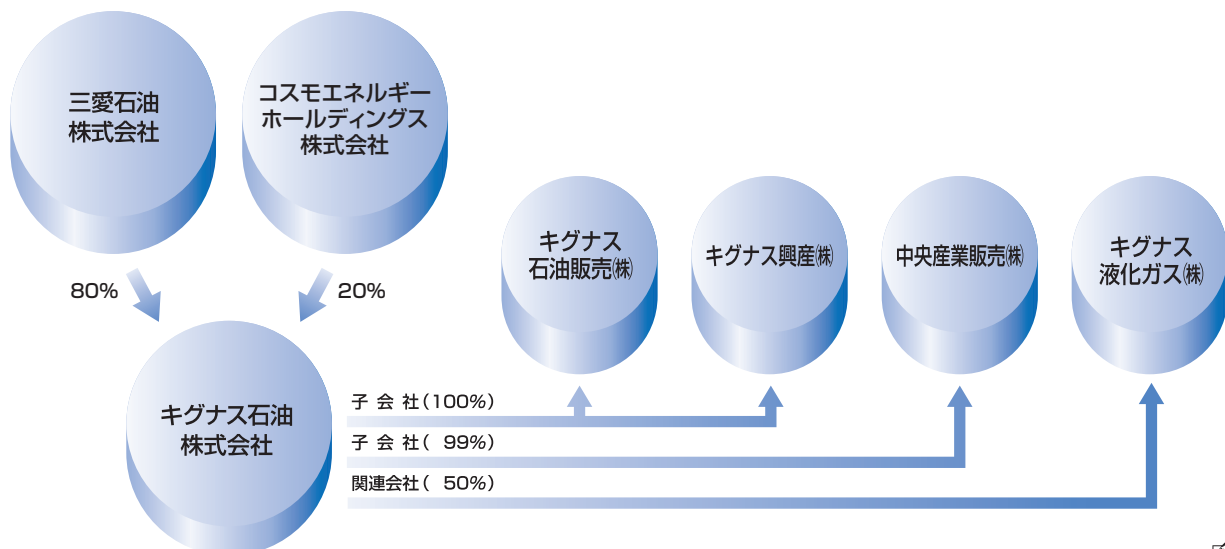 三愛石油
株式会社
コスモエネルギー
ホールディングス
株式会社
80%
20%
キグナス石油
株式会社
キグナス
石油販売㈱
キグナス興産㈱
中央産業販売㈱
キグナス
液化ガス㈱
子 会 社(100%)
子 会 社( 99%)
関連会社( 50%)